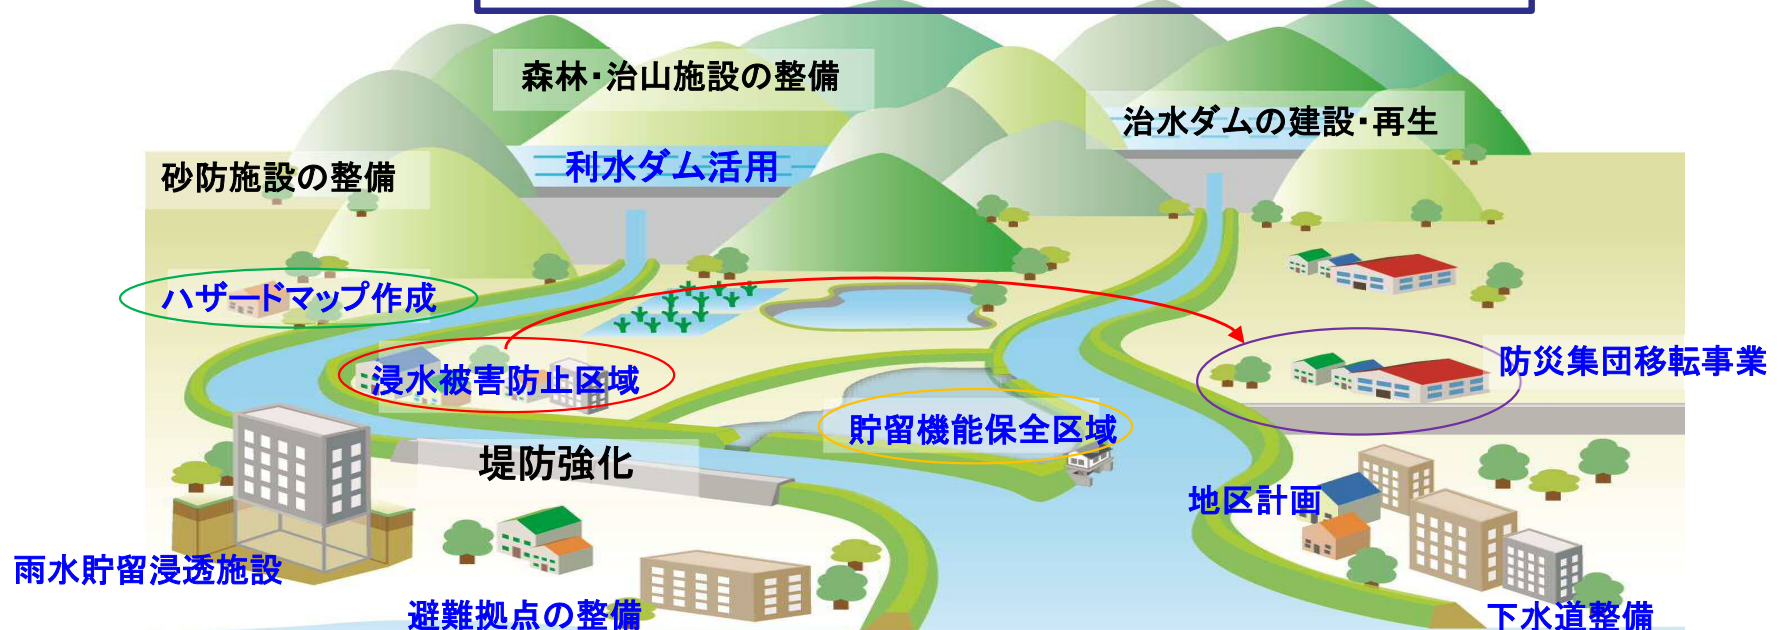 森林・治山施設の整備
治水ダムの建設・再生
利水ダム活用
砂防施設の整備
ハザードマップ作成
浸水被害防止区域
防災集団移転事業
貯留機能保全区域
堤防強化
地区計画
雨水貯留浸透施設
避難拠点の整備
下水道整備